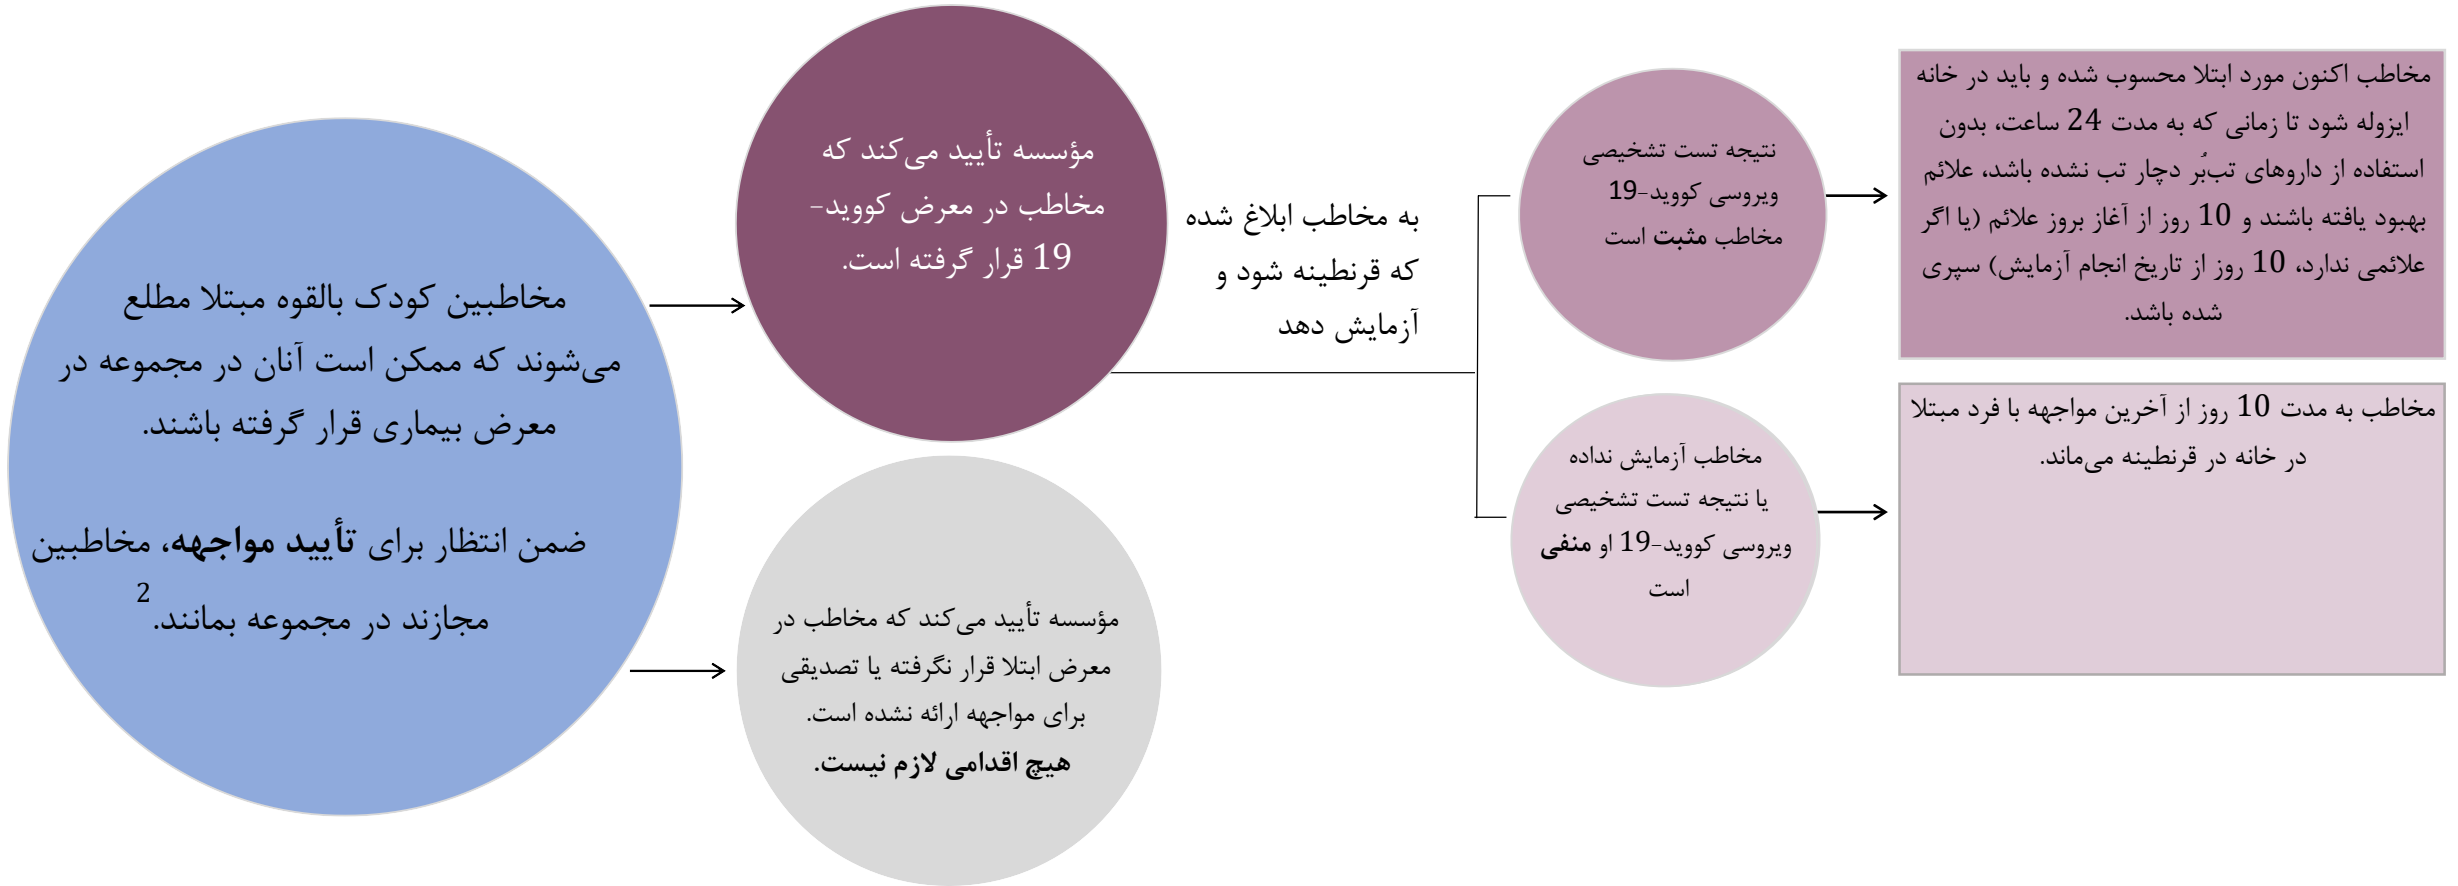 مخاطبین کودک بالقوه مبتلا مطلع
می‌شوند که ممکن است آنان در مجموعه در
معرض بیماری قرار گرفته باشند.
ضمن انتظار برای تأیید مواجهه، مخاطبین
مجازند در مجموعه بمانند.2
مؤسسه تأیید می‌کند که
مخاطب در معرض کووید-
19 قرار گرفته است.
مؤسسه تأیید می‌کند که مخاطب در
معرض ابتلا قرار نگرفته یا تصدیقی
برای مواجهه ارائه نشده است.
هیچ اقدامی لازم نیست.
به مخاطب ابلاغ شده
که قرنطینه شود و
آزمایش دهد
نتیجه تست تشخیصی
ویروسی کووید-19
مخاطب مثبت است
مخاطب اکنون مورد ابتلا محسوب شده و باید در خانه
ایزوله شود تا زمانی که به مدت 24 ساعت، بدون
استفاده از داروهای تب‌بُر دچار تب نشده باشد، علائم
بهبود یافته باشند و 10 روز از آغاز بروز علائم (یا اگر
علائمی ندارد، 10 روز از تاریخ انجام آزمایش) سپری
شده باشد.
مخاطب آزمایش نداده
یا نتیجه تست تشخیصی
ویروسی کووید-19 او منفی
است
مخاطب به مدت 10 روز از آخرین مواجهه با فرد مبتلا
در خانه در قرنطینه می‌ماند.